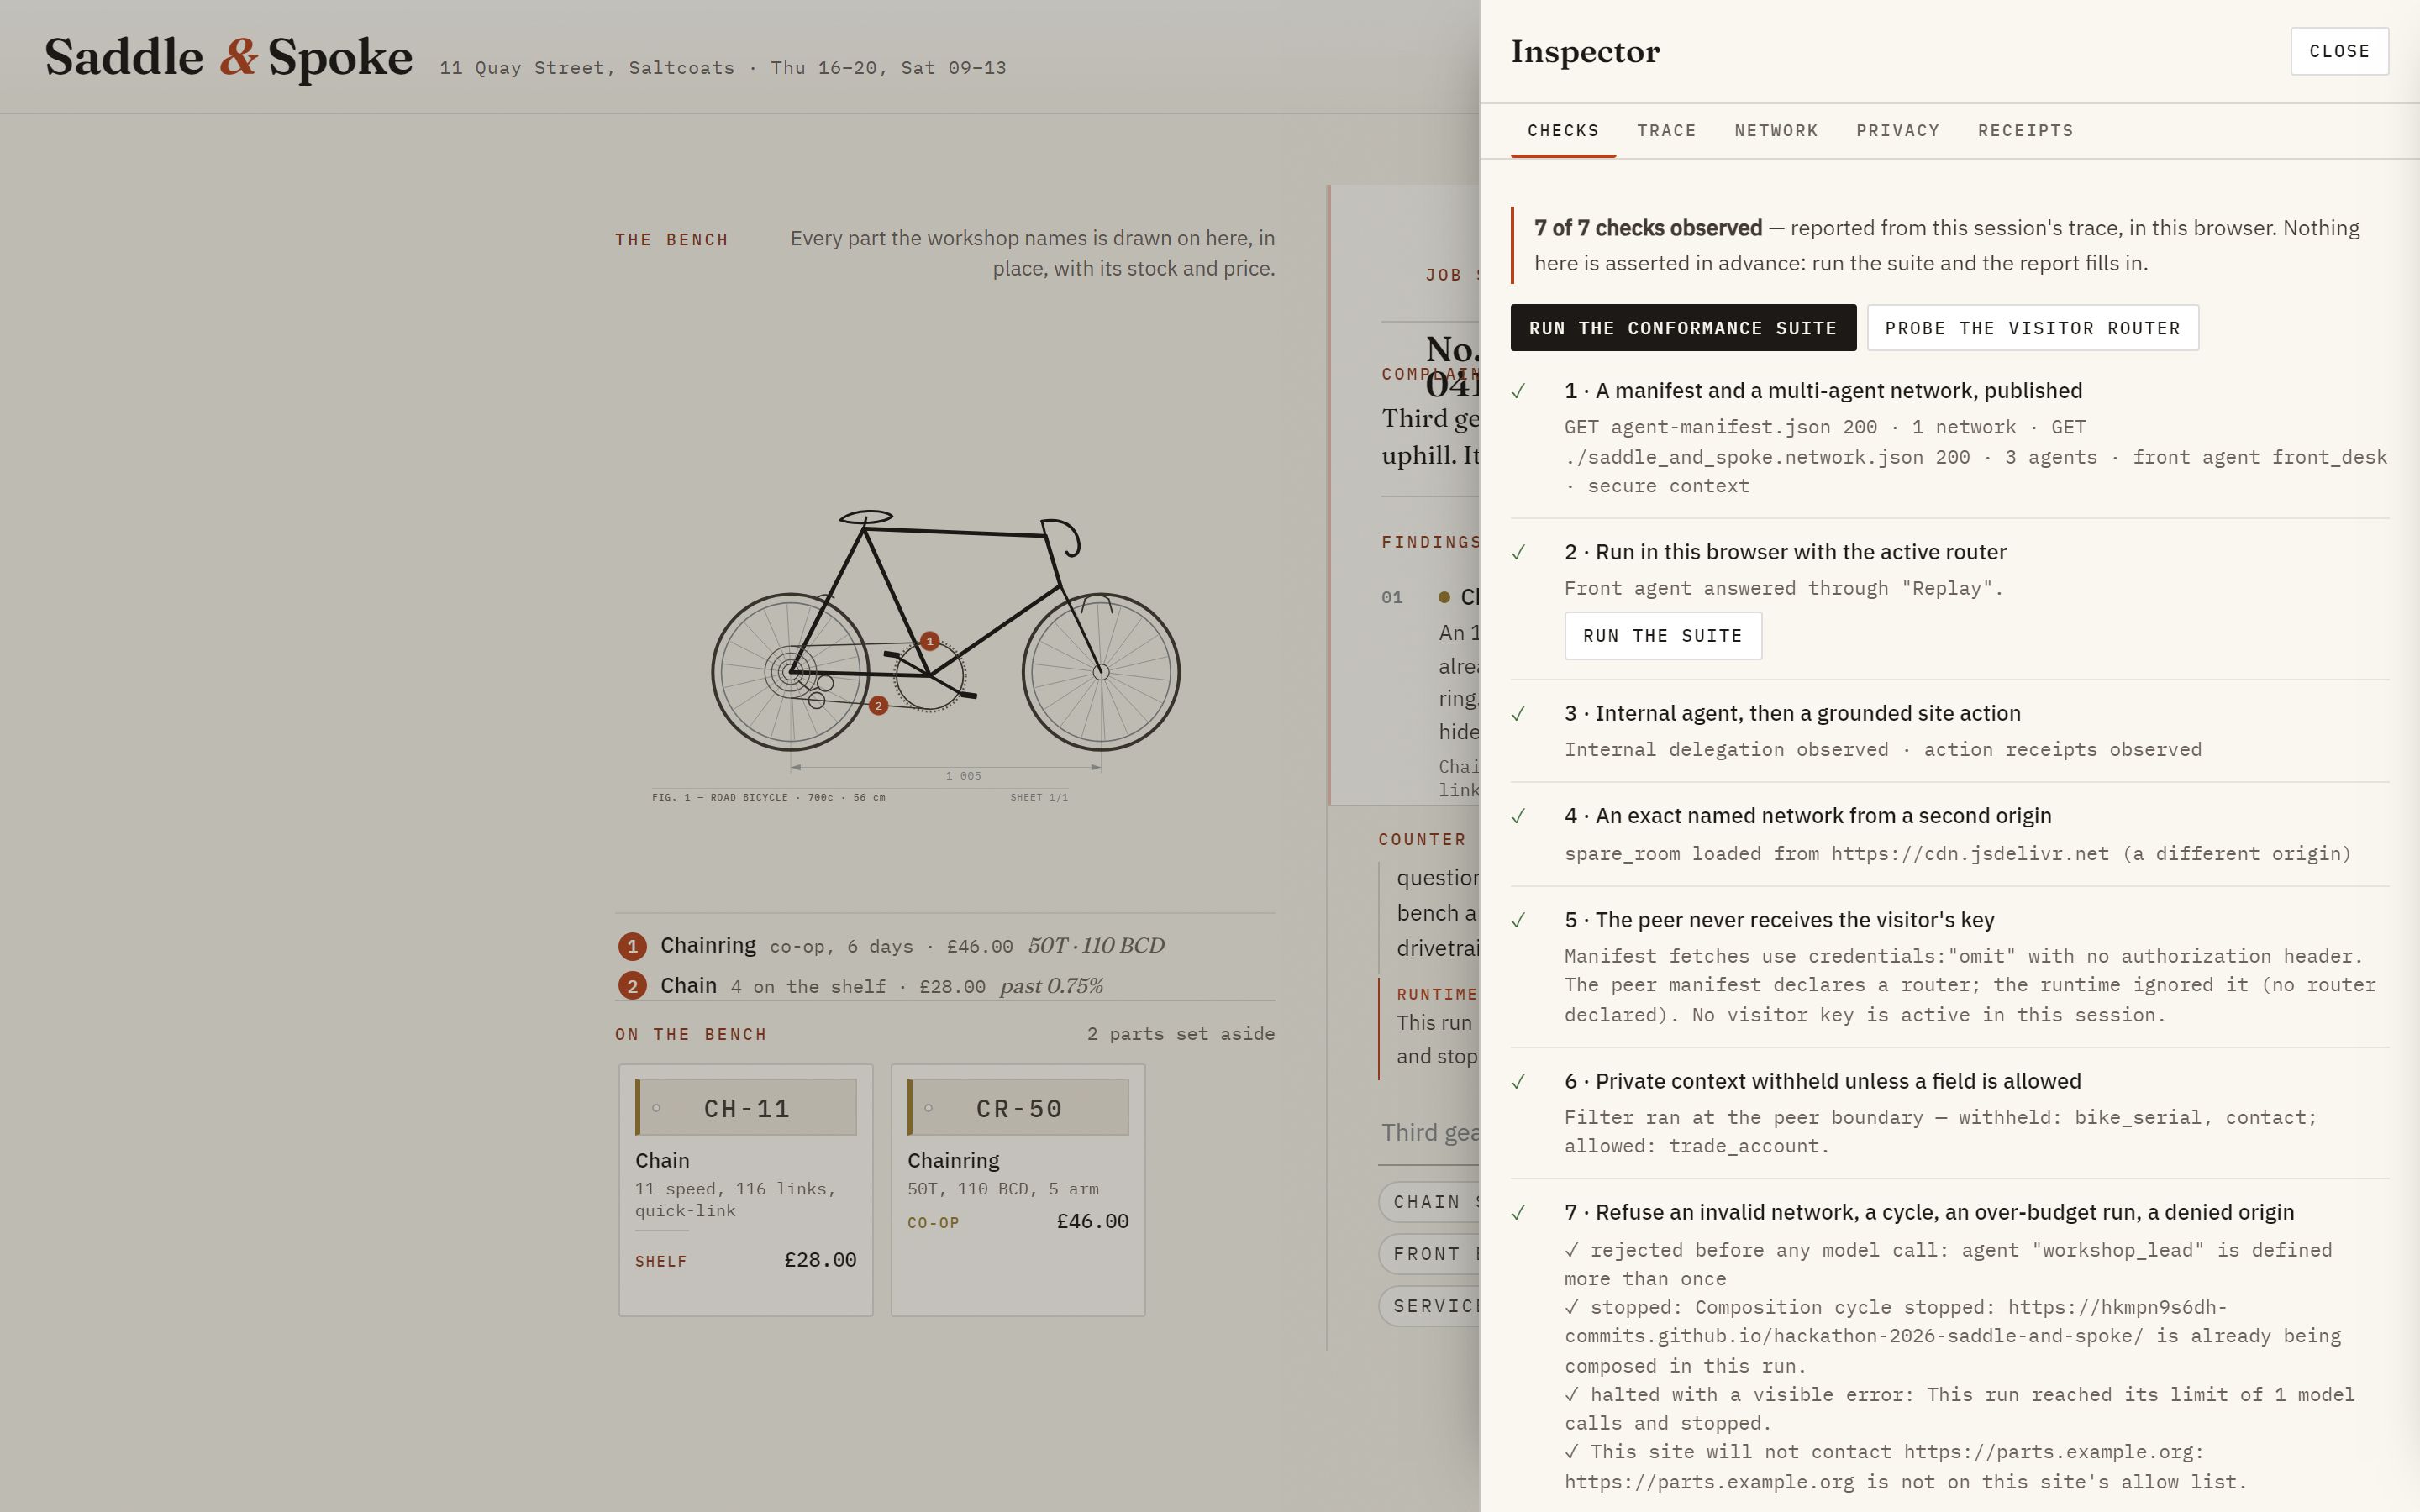 Saddle & Spoke
11 Quay Street, Saltcoats · Thu 16–20, Sat 09–13
THE BENCH
Every part the workshop names is drawn on here, in
place, with its stock and price.
1
2
1 005
FIG. 1 — ROAD BICYCLE · 700c · 56 cm
SHEET 1/1
1 Chainring co-op, 6 days · £46.00 50T · 110 BCD
2 Chain 4 on the shelf · £28.00 past 0.75%
ON THE BENCH
2 parts set aside
CH-11
Chain
11-speed, 116 links,
quick-link
SHELF £28.00
CR-50
Chainring
50T, 110 BCD, 5-arm
CO-OP £46.00
JOB
No.
Third
uphill. It
FINDINGS
01
An
COUNTER
bench
RUNTIME
This run
and stop
Third
CHAIN
FRONT
Inspector
CLOSE
CHECKS TRACE NETWORK PRIVACY RECEIPTS
7 of 7 checks observed — reported from this session's trace, in this browser. Nothing
here is asserted in advance: run the suite and the report fills in.
RUN THE CONFORMANCE SUITE
PROBE THE VISITOR ROUTER
✓ 1 · A manifest and a multi-agent network, published
GET agent-manifest.json 200 · 1 network · GET
./saddle_and_spoke.network.json 200 · 3 agents · front agent front_desk
· secure context
✓ 2 · Run in this browser with the active router
Front agent answered through "Replay".
RUN THE SUITE
✓ 3 · Internal agent, then a grounded site action
Internal delegation observed · action receipts observed
✓ 4 · An exact named network from a second origin
spare_room loaded from https://cdn.jsdelivr.net (a different origin)
✓ 5 · The peer never receives the visitor's key
Manifest fetches use credentials:"omit" with no authorization header.
The peer manifest declares a router; the runtime ignored it (no router
declared). No visitor key is active in this session.
✓ 6 · Private context withheld unless a field is allowed
Filter ran at the peer boundary — withheld: bike_serial, contact;
allowed: trade_account.
✓ 7 · Refuse an invalid network, a cycle, an over-budget run, a denied origin
✓ rejected before any model call: agent "workshop_lead" is defined
more than once
✓ stopped: Composition cycle stopped: https://hkmpn9s6dh-
commits.github.io/hackathon-2026-saddle-and-spoke/ is already being
composed in this run.
✓ halted with a visible error: This run reached its limit of 1 model
calls and stopped.
✓ This site will not contact https://parts.example.org:
https://parts.example.org is not on this site's allow list.